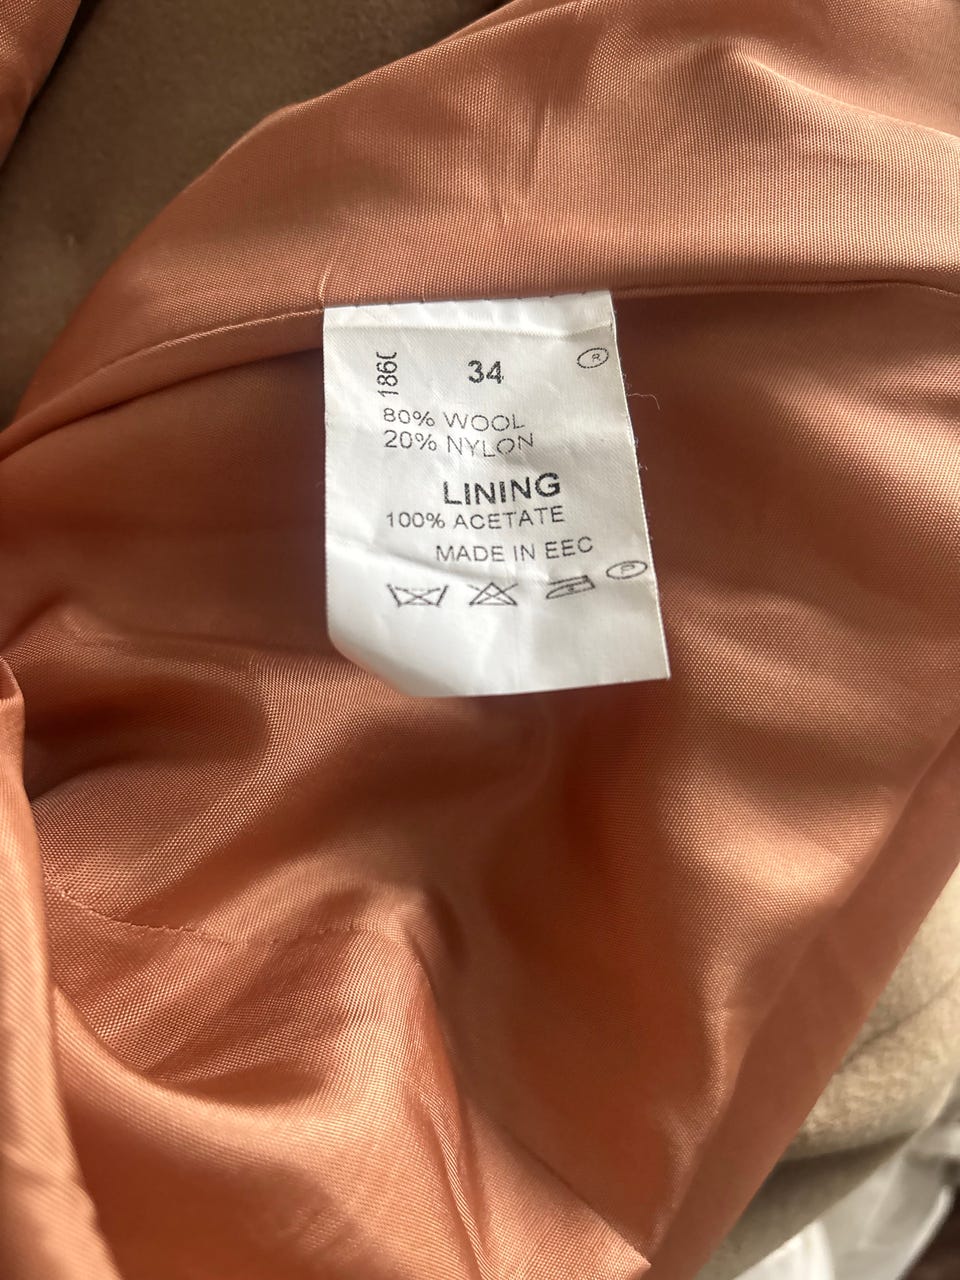 34
®
80% WOOL
20% NYLON
LINING
100% ACETATE
MADE IN EEC
P